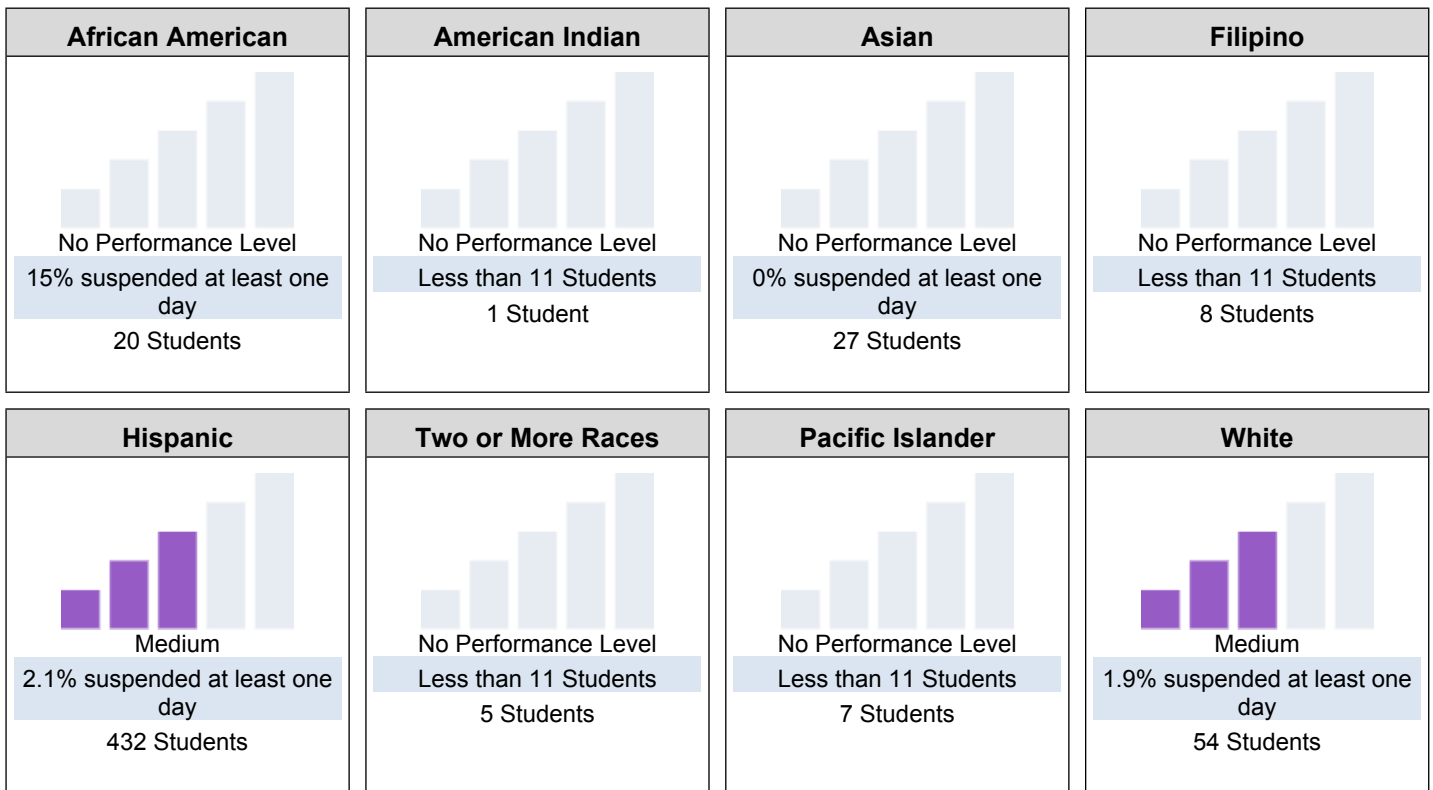 African American
No Performance Level
15% suspended at least one
day
20 Students
American Indian
No Performance Level
Less than 11 Students
1 Student
Asian
No Performance Level
0% suspended at least one
day
27 Students
Filipino
No Performance Level
Less than 11 Students
8 Students
Hispanic
Medium
2.1% suspended at least one
day
432 Students
Two or More Races
No Performance Level
Less than 11 Students
5 Students
Pacific Islander
No Performance Level
Less than 11 Students
7 Students
White
Medium
1.9% suspended at least one
day
54 Students